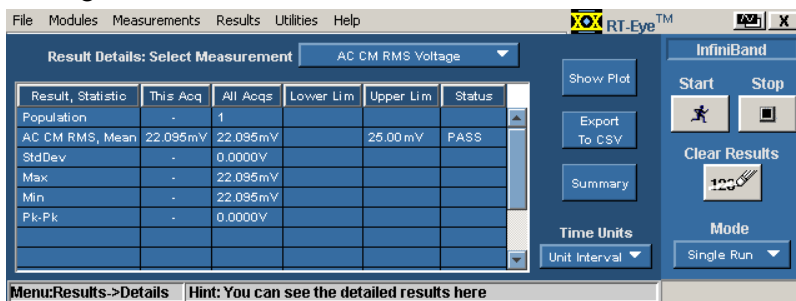 File Modules Measurements Results Utilities Help RT-Eye™ X
Result Details: Select Measurement AC CM RMS Voltage
InfiniBand
Show Plot
Start Stop
Result, Statistic This Acq All Acqs Lower Lim Upper Lim Status
Population - 1
AC CM RMS, Mean 22.095mV 22.095mV 25.00mV PASS
StdDev - 0.0000V
Max - 22.095mV
Min - 22.095mV
Pk-Pk - 0.0000V
Export
To CSV
Summary
Clear Results
123
Time Units
Unit Interval
Mode
Single Run
Menu:Results->Details Hint: You can see the detailed results here